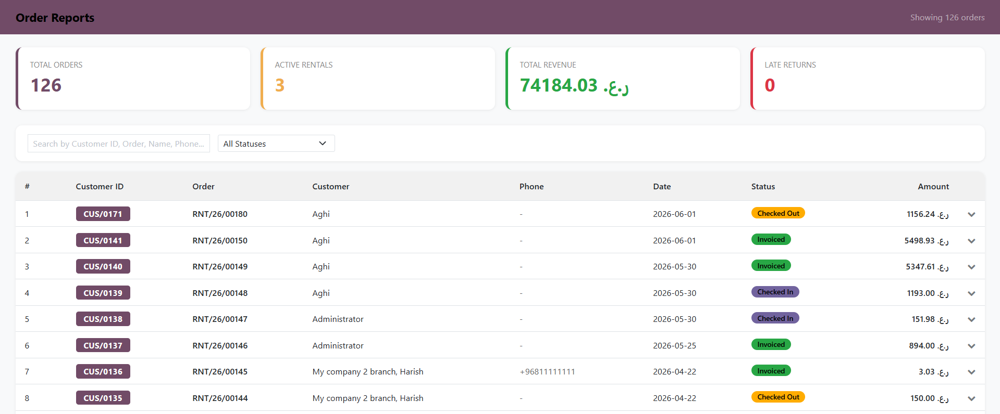 Order Reports
Showing 126 orders
TOTAL ORDERS
126
ACTIVE RENTALS
3
TOTAL REVENUE
74184.03 ر.ع.
LATE RETURNS
0
Search by Customer ID, Order, Name, Phone...
All Statuses
# Customer ID Order Customer Phone Date Status Amount
1 CUS/0171 RNT/26/00180 Aghi - 2026-06-01 Checked Out 1156.24 ر.ع.
2 CUS/0141 RNT/26/00150 Aghi - 2026-06-01 Invoiced 5498.93 ر.ع.
3 CUS/0140 RNT/26/00149 Aghi - 2026-05-30 Invoiced 5347.61 ر.ع.
4 CUS/0139 RNT/26/00148 Aghi - 2026-05-30 Checked In 1193.00 ر.ع.
5 CUS/0138 RNT/26/00147 Administrator - 2026-05-30 Checked In 151.98 ر.ع.
6 CUS/0137 RNT/26/00146 Administrator - 2026-05-25 Invoiced 894.00 ر.ع.
7 CUS/0136 RNT/26/00145 My company 2 branch, Harish +96811111111 2026-04-22 Invoiced 3.03 ر.ع.
8 CUS/0135 RNT/26/00144 My company 2 branch, Harish - 2026-04-22 Checked Out 150.00 ر.ع.